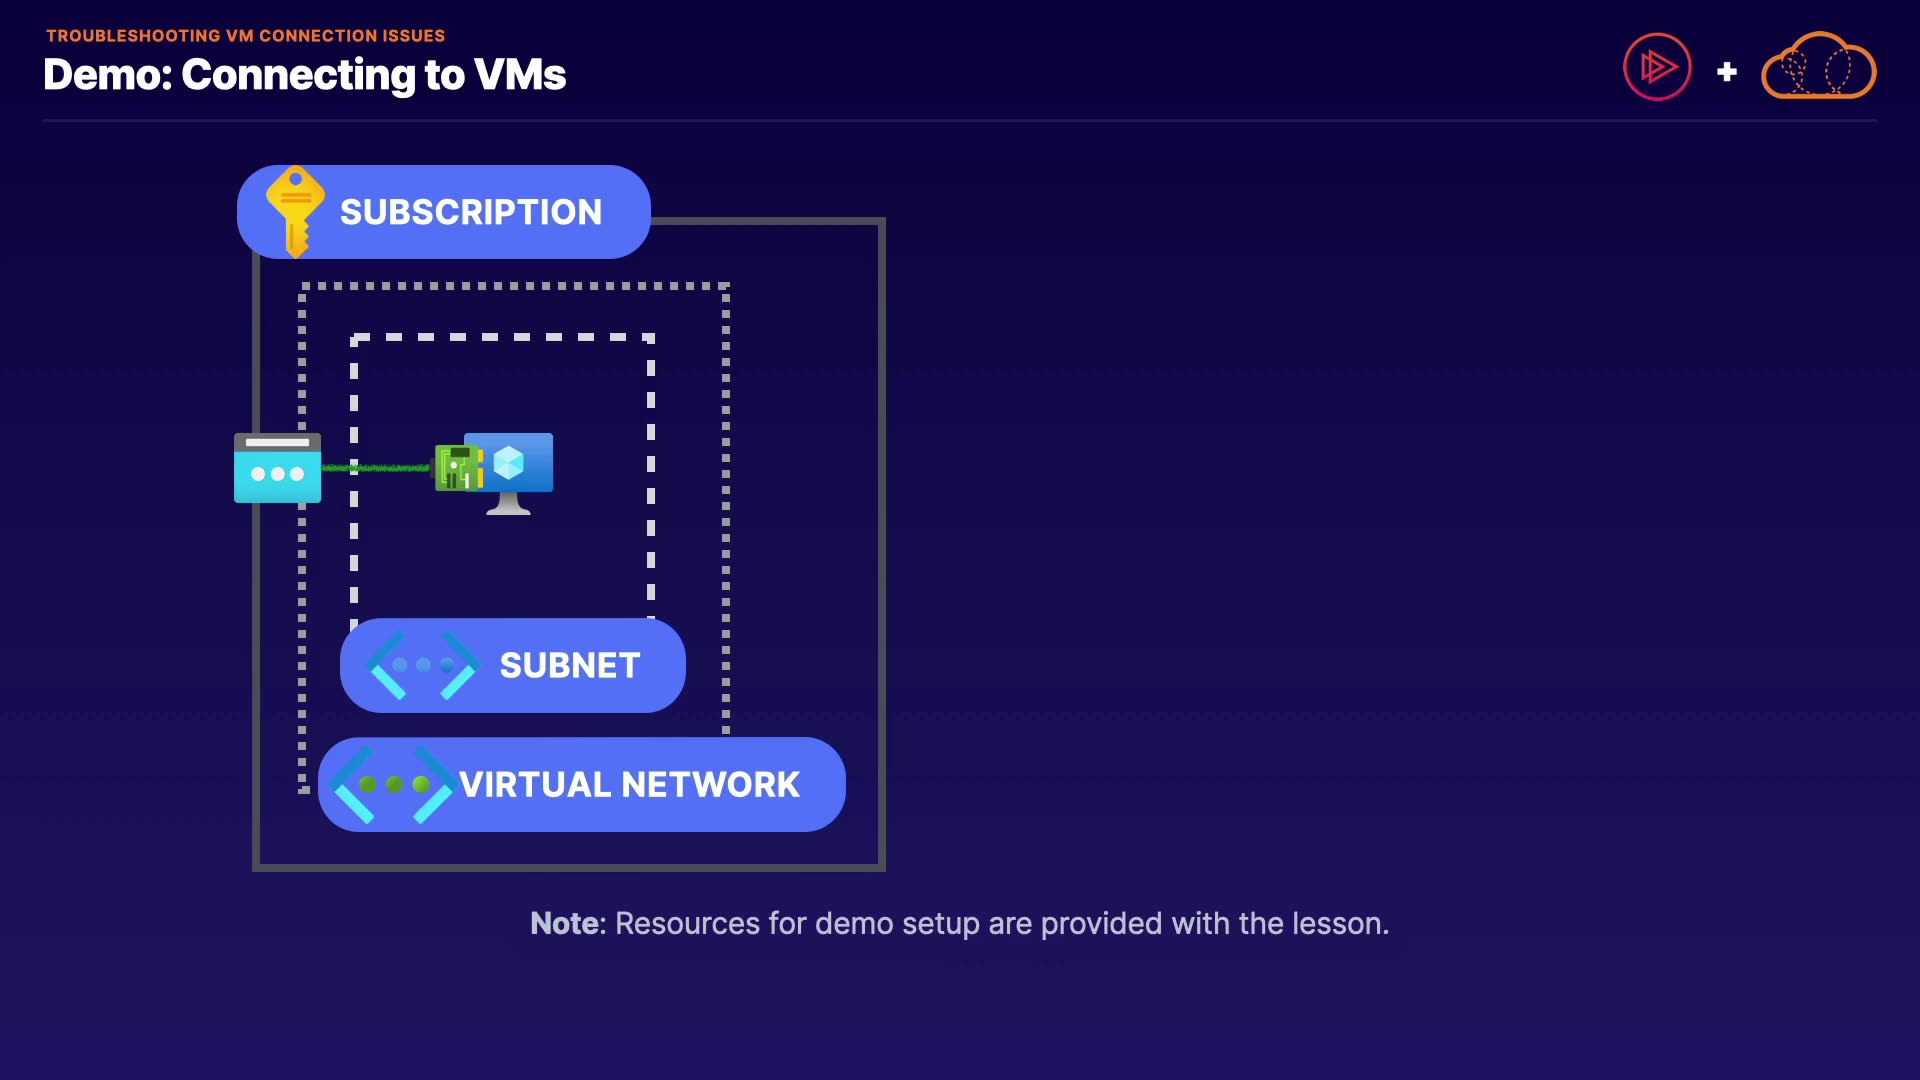 TROUBLESHOOTING VM CONNECTION ISSUES
Demo: Connecting to VMs
SUBSCRIPTION
SUBNET
VIRTUAL NETWORK
Note: Resources for demo setup are provided with the lesson.